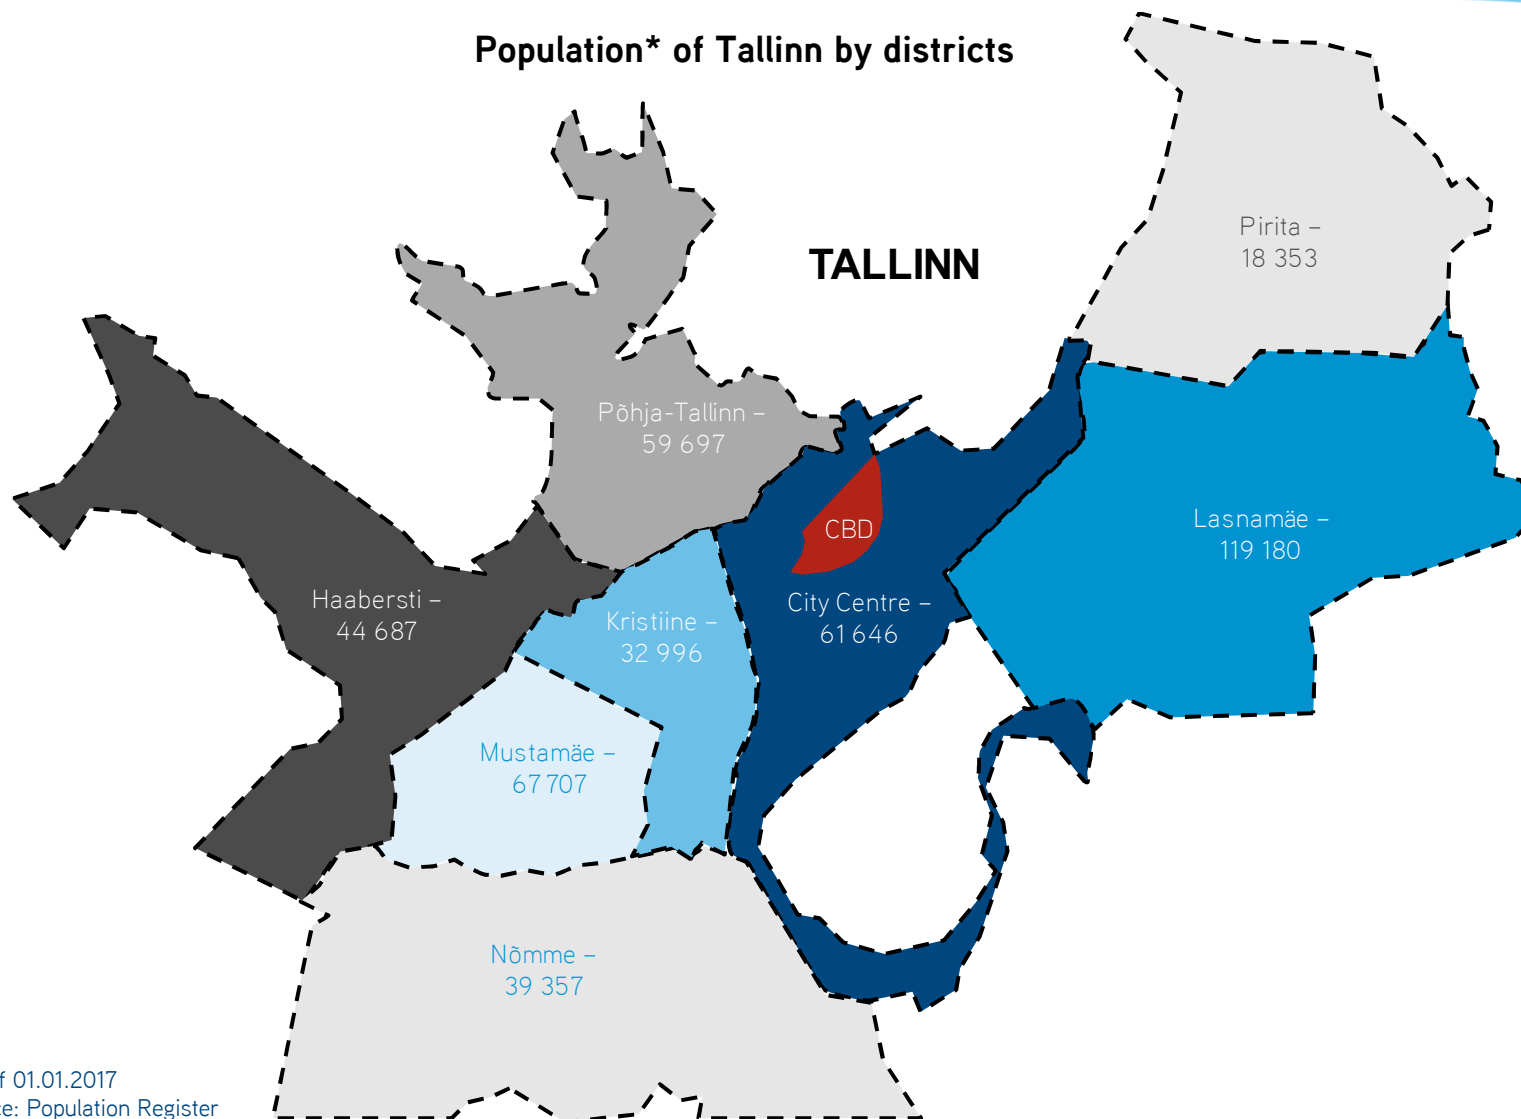 Population* of Tallinn by districts
TALLINN
Pirita –
18 353
Põhja-Tallinn –
59 697
Lasnamäe –
119 180
CBD
City Centre –
61 646
Haabersti –
44 687
Kristiine –
32 996
Mustamäe –
67 707
Nõmme –
39 357
01.01.2017
Population Register